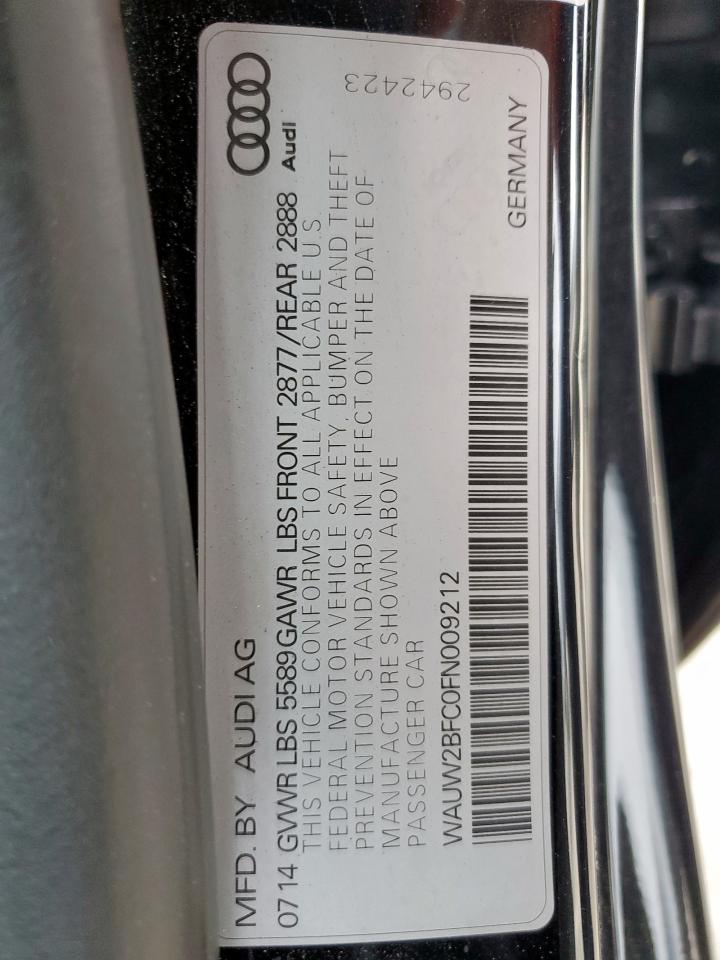 MFD. BY AUDI AG
Audi
0714 GVWR LBS 5589 GAWR LBS FRONT 2877/REAR 2888
THIS VEHICLE CONFORMS TO ALL APPLICABLE U.S.
FEDERAL MOTOR VEHICLE SAFETY, BUMPER AND THEFT
PREVENTION STANDARDS IN EFFECT ON THE DATE OF
MANUFACTURE SHOWN ABOVE
PASSENGER CAR
2942423
WAUW2BFC0FN009212
GERMANY